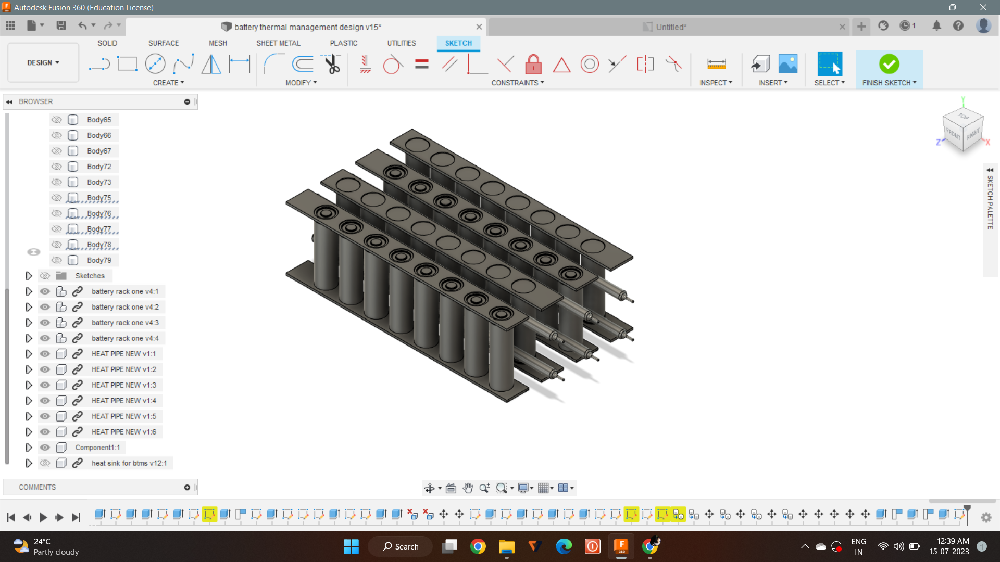 Autodesk Fusion 360 (Education License)
battery thermal management design v15*
Untitled*
1
SOLID
SURFACE
MESH
SHEET METAL
PLASTIC
UTILITIES
SKETCH
DESIGN
CREATE
MODIFY
CONSTRAINTS
INSPECT
INSERT
SELECT
FINISH SKETCH
BROWSER
Body65
Body66
Body67
Body72
Body73
Body75
Body76
Body77
Body78
Body79
Sketches
battery rack one v4:1
battery rack one v4:2
battery rack one v4:3
battery rack one v4:4
HEAT PIPE NEW v1:1
HEAT PIPE NEW v1:2
HEAT PIPE NEW v1:3
HEAT PIPE NEW v1:4
HEAT PIPE NEW v1:5
HEAT PIPE NEW v1:6
Component1:1
heat sink for btms v12:1
Y
TOP
FRONT
RIGHT
Z
X
SKETCH PALETTE
COMMENTS
24°C
Partly cloudy
Search
F
360
ENG
IN
12:39 AM
15-07-2023
1